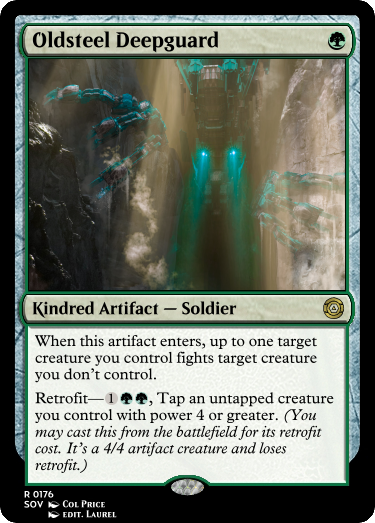 Oldsteel Deepguard
Kindred Artifact — Soldier
When this artifact enters, up to one target
creature you control fights target creature
you don't control.
Retrofit—1, Tap an untapped creature
you control with power 4 or greater. (You
may cast this from the battlefield for its retrofit
cost. It's a 4/4 artifact creature and loses
retrofit.)
R 0176
SOV Col Price
edit. Laurel